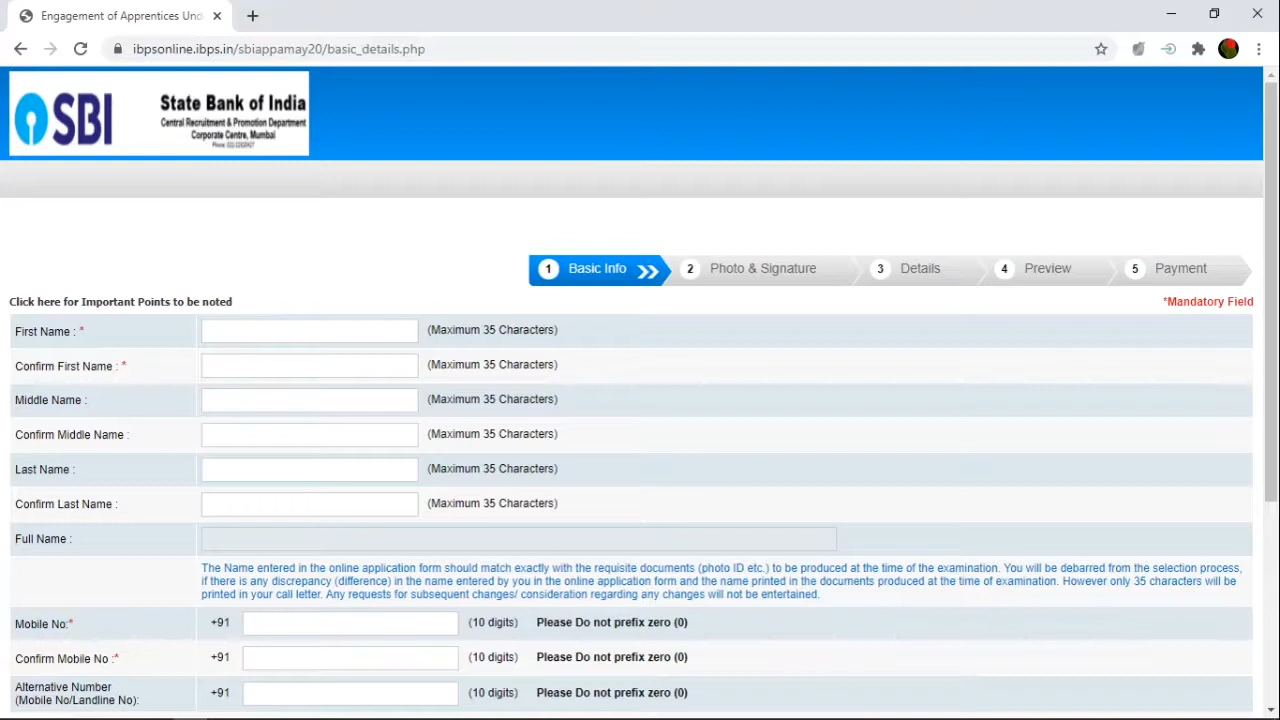 Engagement of Apprentices Und
ibpsonline.ibps.in/sbiappamay20/basic_details.php
SBI
State Bank of India
Central Recruitment & Promotion Department
Corporate Centre, Mumbai
1 Basic Info
2 Photo & Signature
3 Details
4 Preview
5 Payment
Click here for Important Points to be noted
*Mandatory Field
First Name : * (Maximum 35 Characters)
Confirm First Name : * (Maximum 35 Characters)
Middle Name : (Maximum 35 Characters)
Confirm Middle Name : (Maximum 35 Characters)
Last Name : (Maximum 35 Characters)
Confirm Last Name : (Maximum 35 Characters)
Full Name :
The Name entered in the online application form should match exactly with the requisite documents (photo ID etc.) to be produced at the time of the examination. You will be debarred from the selection process,
if there is any discrepancy (difference) in the name entered by you in the online application form and the name printed in the documents produced at the time of examination. However only 35 characters will be
printed in your call letter. Any requests for subsequent changes/ consideration regarding any changes will not be entertained.
Mobile No:* +91 (10 digits) Please Do not prefix zero (0)
Confirm Mobile No :* +91 (10 digits) Please Do not prefix zero (0)
Alternative Number
(Mobile No/Landline No): +91 (10 digits) Please Do not prefix zero (0)